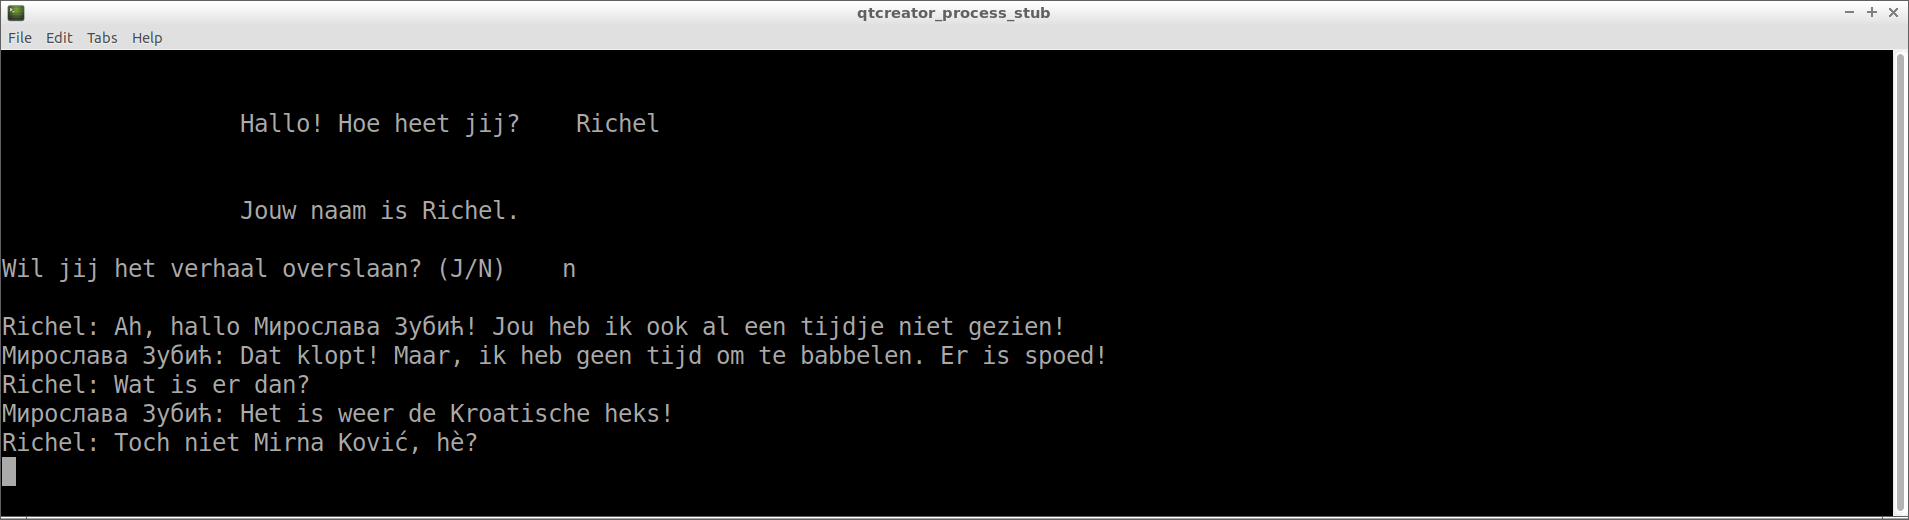 qtcreator_process_stub
File Edit Tabs Help
Hallo! Hoe heet jij?    Richel
Jouw naam is Richel.
Wil jij het verhaal overslaan? (J/N)    n
Richel: Ah, hallo Мирослава Зубић! Jou heb ik ook al een tijdje niet gezien!
Мирослава Зубић: Dat klopt! Maar, ik heb geen tijd om te babbelen. Er is spoed!
Richel: Wat is er dan?
Мирослава Зубић: Het is weer de Kroatische heks!
Richel: Toch niet Mirna Ković, hè?